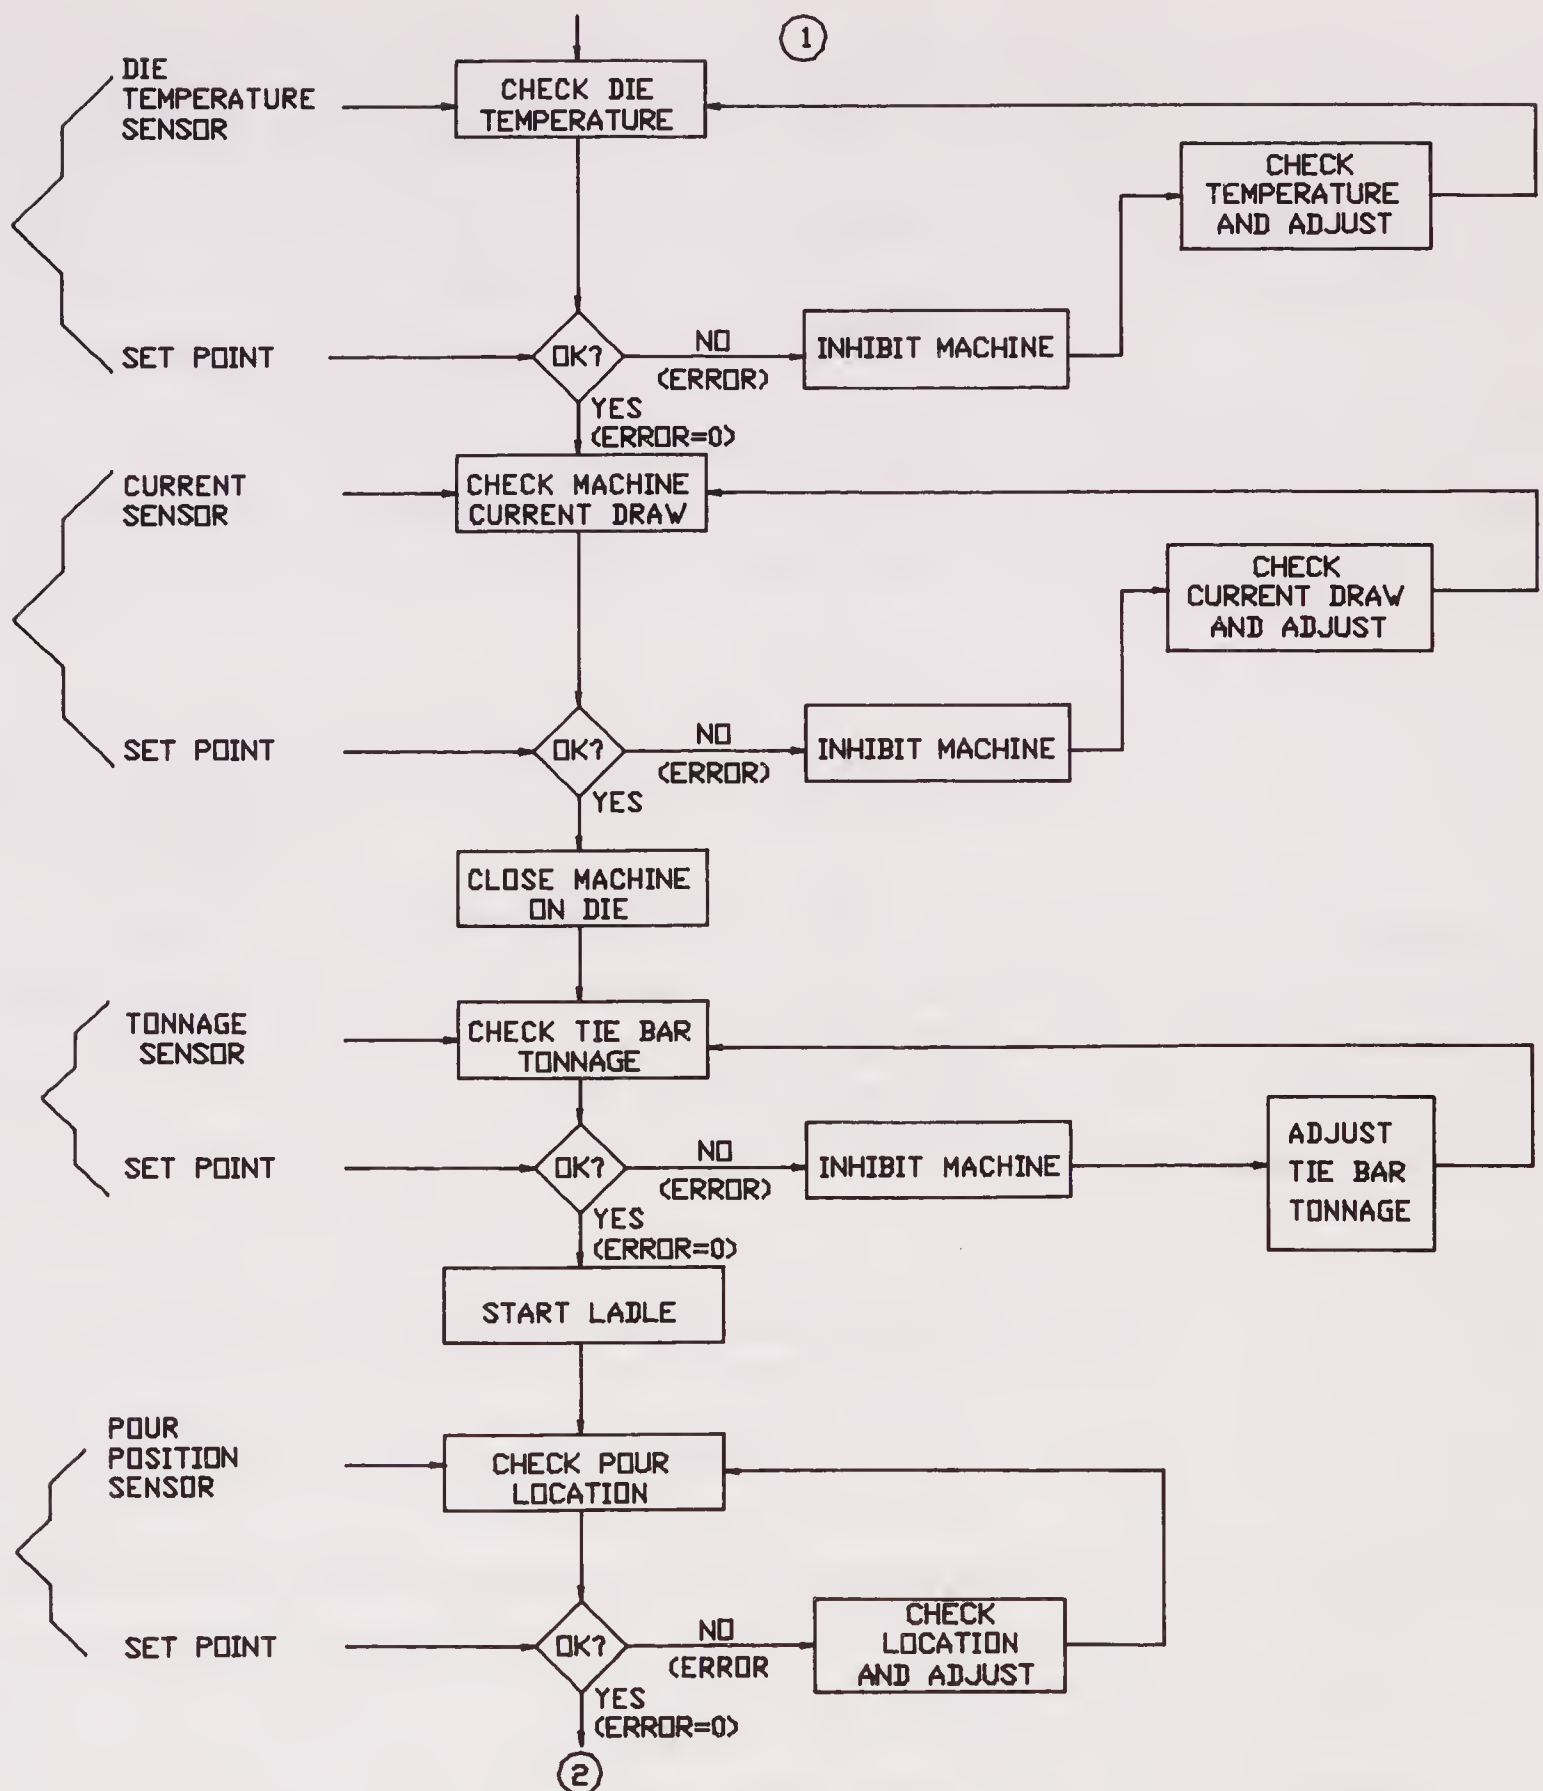 1
DIE
TEMPERATURE
SENSOR
CHECK DIE
TEMPERATURE
CHECK
TEMPERATURE
AND ADJUST
SET POINT
OK?
NO
(ERROR)
INHIBIT MACHINE
YES
(ERROR=0)
CURRENT
SENSOR
CHECK MACHINE
CURRENT DRAW
CHECK
CURRENT DRAW
AND ADJUST
SET POINT
OK?
NO
(ERROR)
INHIBIT MACHINE
YES
CLOSE MACHINE
ON DIE
TONNAGE
SENSOR
CHECK TIE BAR
TONNAGE
SET POINT
OK?
NO
(ERROR)
INHIBIT MACHINE
ADJUST
TIE BAR
TONNAGE
YES
(ERROR=0)
START LADLE
POUR
POSITION
SENSOR
CHECK POUR
LOCATION
SET POINT
OK?
NO
(ERROR
CHECK
LOCATION
AND ADJUST
YES
(ERROR=0)
2